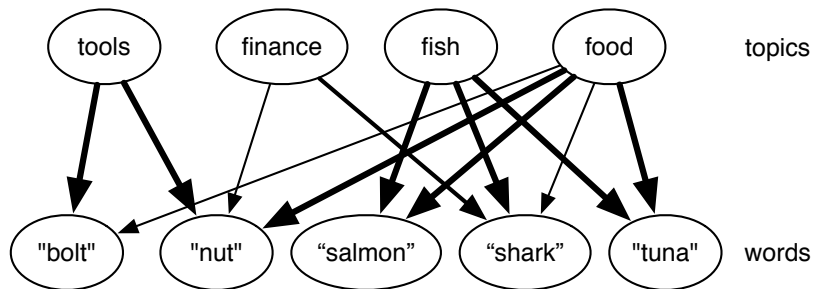 tools finance fish food topics
"bolt" "nut" “salmon” “shark” "tuna" words